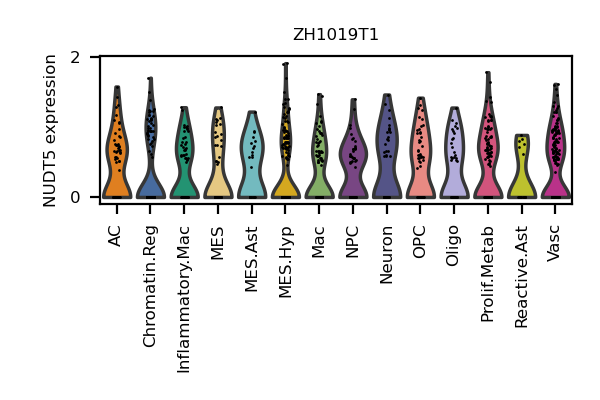 ZH1019T1
NUDT5 expression
2
0
AC
Chromatin.Reg
Inflammatory.Mac
MES
MES.Ast
MES.Hyp
Mac
NPC
Neuron
OPC
Oligo
Prolif.Metab
Reactive.Ast
Vasc